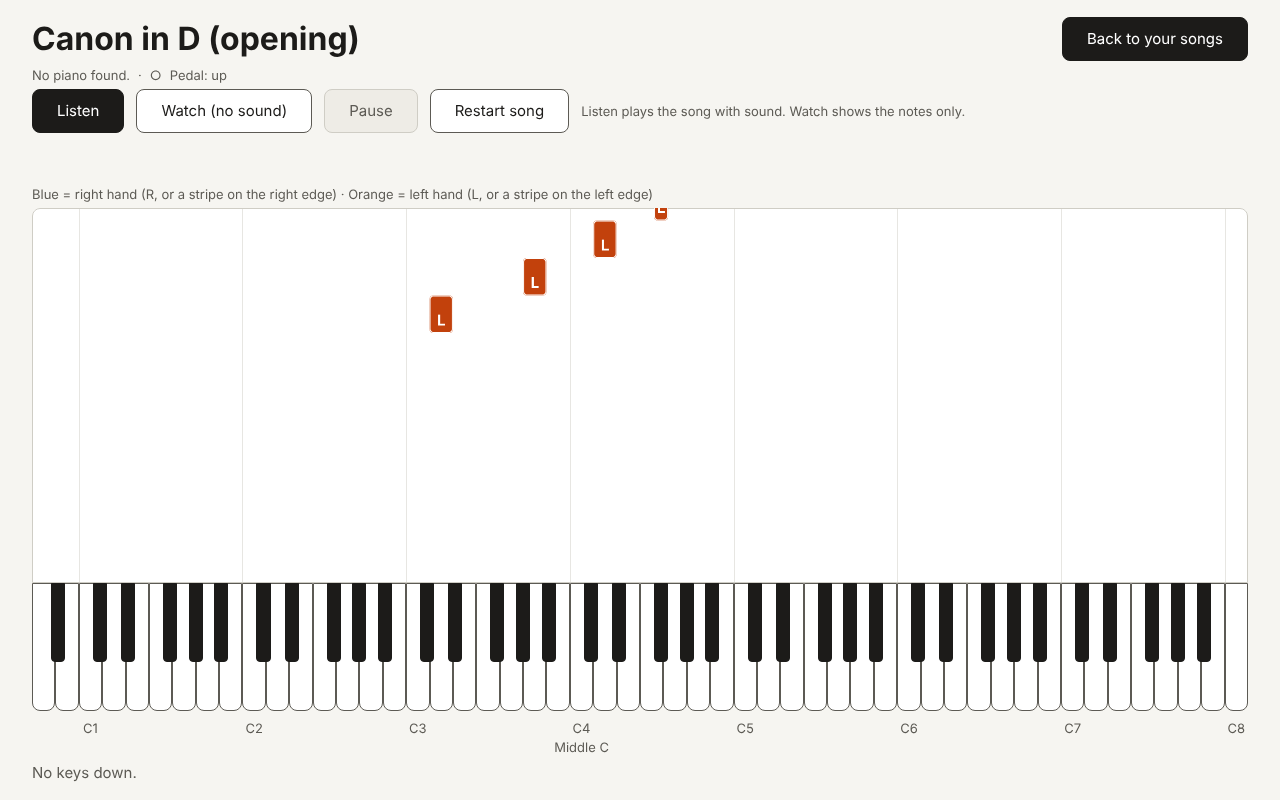 Canon in D (opening)
Back to your songs
No piano found. · Pedal: up
Listen
Watch (no sound)
Pause
Restart song
Listen plays the song with sound. Watch shows the notes only.
Blue = right hand (R, or a stripe on the right edge) · Orange = left hand (L, or a stripe on the left edge)
L
L
L
L
C1 C2 C3 C4 C5 C6 C7 C8
Middle C
No keys down.